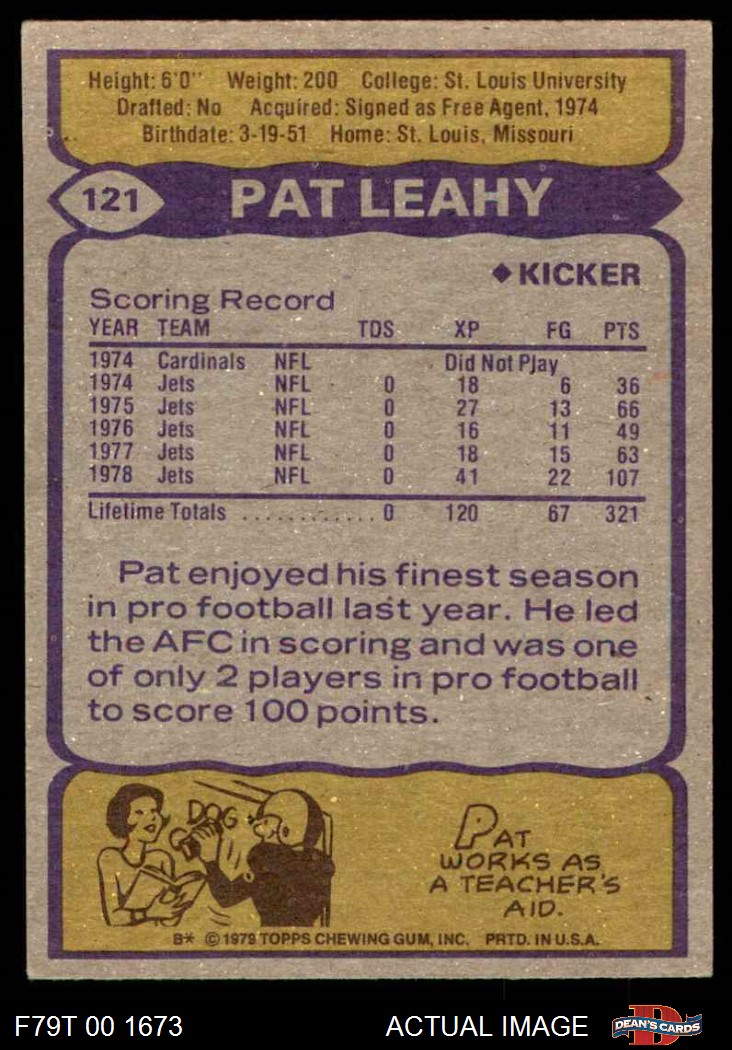 Height: 6'0" Weight: 200 College: St. Louis University
Drafted: No Acquired: Signed as Free Agent, 1974
Birthdate: 3-19-51 Home: St. Louis, Missouri
121 PAT LEAHY
◆ KICKER
Scoring Record
YEAR TEAM TDS XP FG PTS
1974 Cardinals NFL Did Not Play
1974 Jets NFL 0 18 6 36
1975 Jets NFL 0 27 13 66
1976 Jets NFL 0 16 11 49
1977 Jets NFL 0 18 15 63
1978 Jets NFL 0 41 22 107
Lifetime Totals ............. 0 120 67 321
Pat enjoyed his finest season
in pro football last year. He led
the AFC in scoring and was one
of only 2 players in pro football
to score 100 points.
DOG
PAT
WORKS AS
A TEACHER'S
AID.
B* © 1979 TOPPS CHEWING GUM, INC. PRTD. IN U.S.A.
F79T 00 1673 ACTUAL IMAGE D DEAN'S CARDS